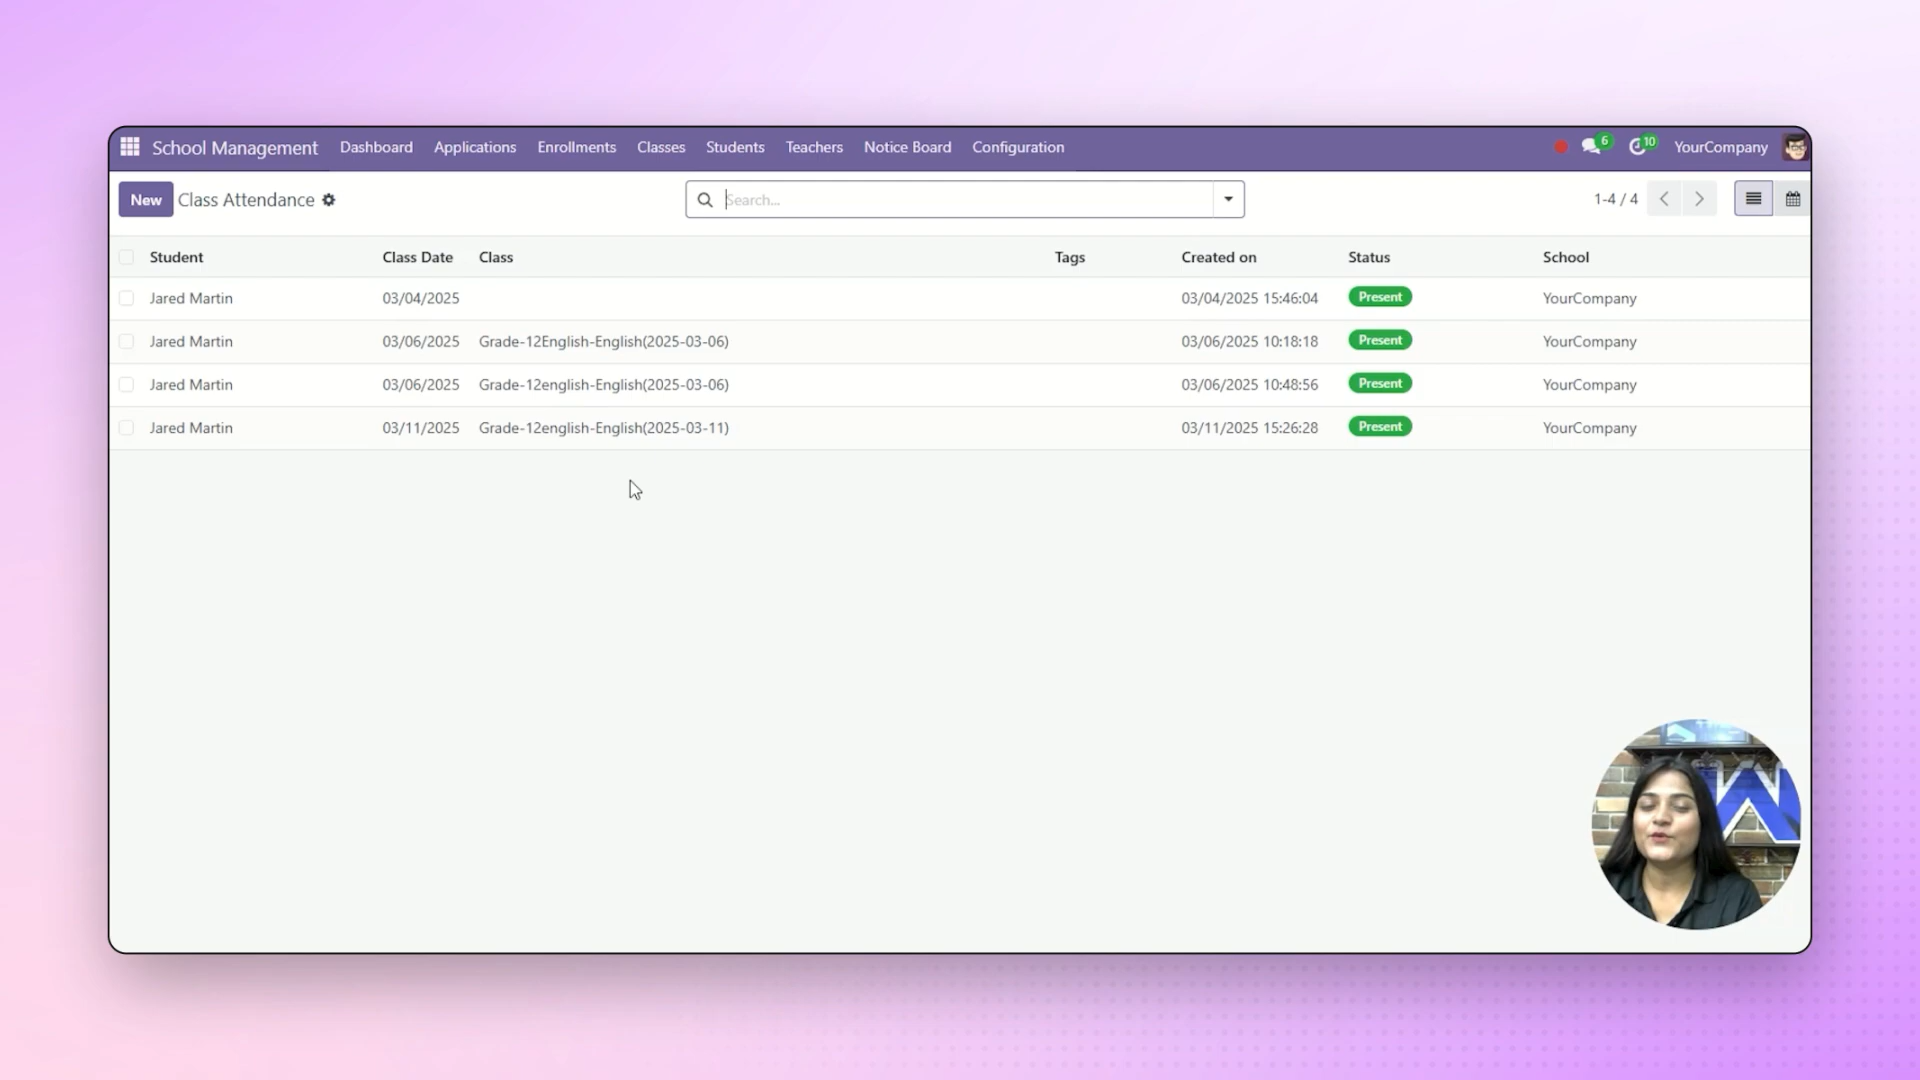 School Management Dashboard Applications Enrollments Classes Students Teachers Notice Board Configuration 6 10 YourCompany
New Class Attendance Search... 1-4 / 4
Student Class Date Class Tags Created on Status School
Jared Martin 03/04/2025 03/04/2025 15:46:04 Present YourCompany
Jared Martin 03/06/2025 Grade-12English-English(2025-03-06) 03/06/2025 10:18:18 Present YourCompany
Jared Martin 03/06/2025 Grade-12english-English(2025-03-06) 03/06/2025 10:48:56 Present YourCompany
Jared Martin 03/11/2025 Grade-12english-English(2025-03-11) 03/11/2025 15:26:28 Present YourCompany